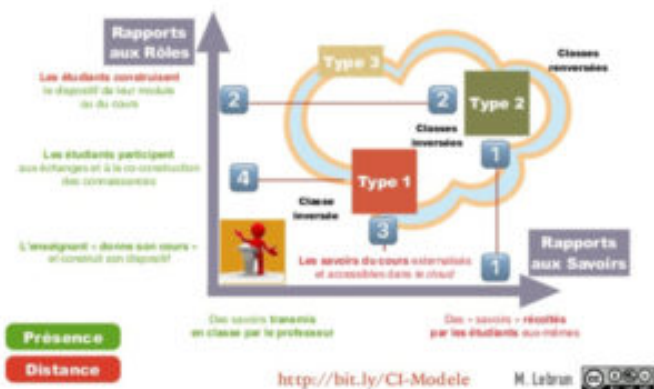 Rapports
aux Rôles
Les étudiants construisent
le dispositif de leur module
ou du cours
Les étudiants participent
aux échanges et à la co-construction
des connaissances
L'enseignant « donne son cours »
et construit son dispositif
Type 3
Classes
renversées
2
2
Type 2
Classes
inversées
1
4
Type 1
Classe
inversée
3
Les savoirs du cours externalisés
et accessibles dans le cloud
1
Rapports
aux Savoirs
Des savoirs transmis
en classe par le professeur
Des « savoirs » récoltés
par les étudiants eux-mêmes
Présence
Distance
http://bit.ly/CI-Modele
M. Lebrun
cc